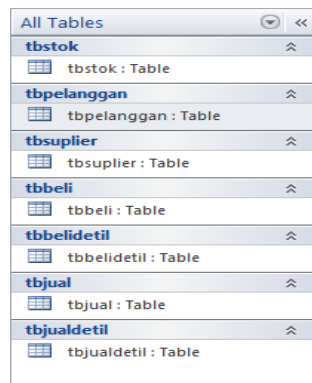 All Tables
tbstok
tbstok : Table
tbpelanggan
tbpelanggan : Table
tbsuplier
tbsuplier : Table
tbbeli
tbbeli : Table
tbbelidetil
tbbelidetil : Table
tbjual
tbjual : Table
tbjualdetil
tbjualdetil : Table